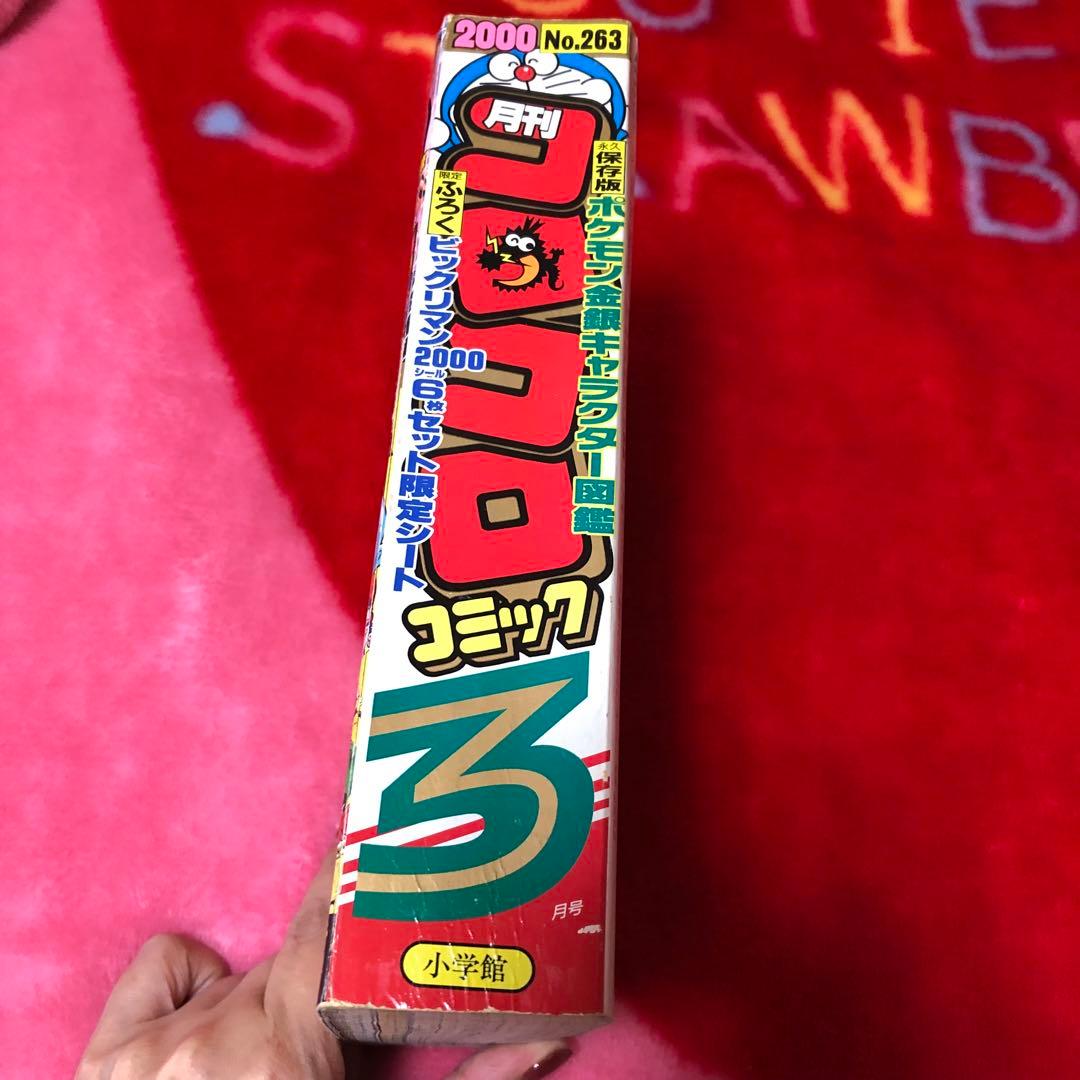 2000 No.263
月刊
コロコロ
コミック
永久
保存版
ポケモン金銀キャラクター図鑑
限定
ふろく
ビックリマン2000
シール
6枚セット限定シート
3
月号
小学館